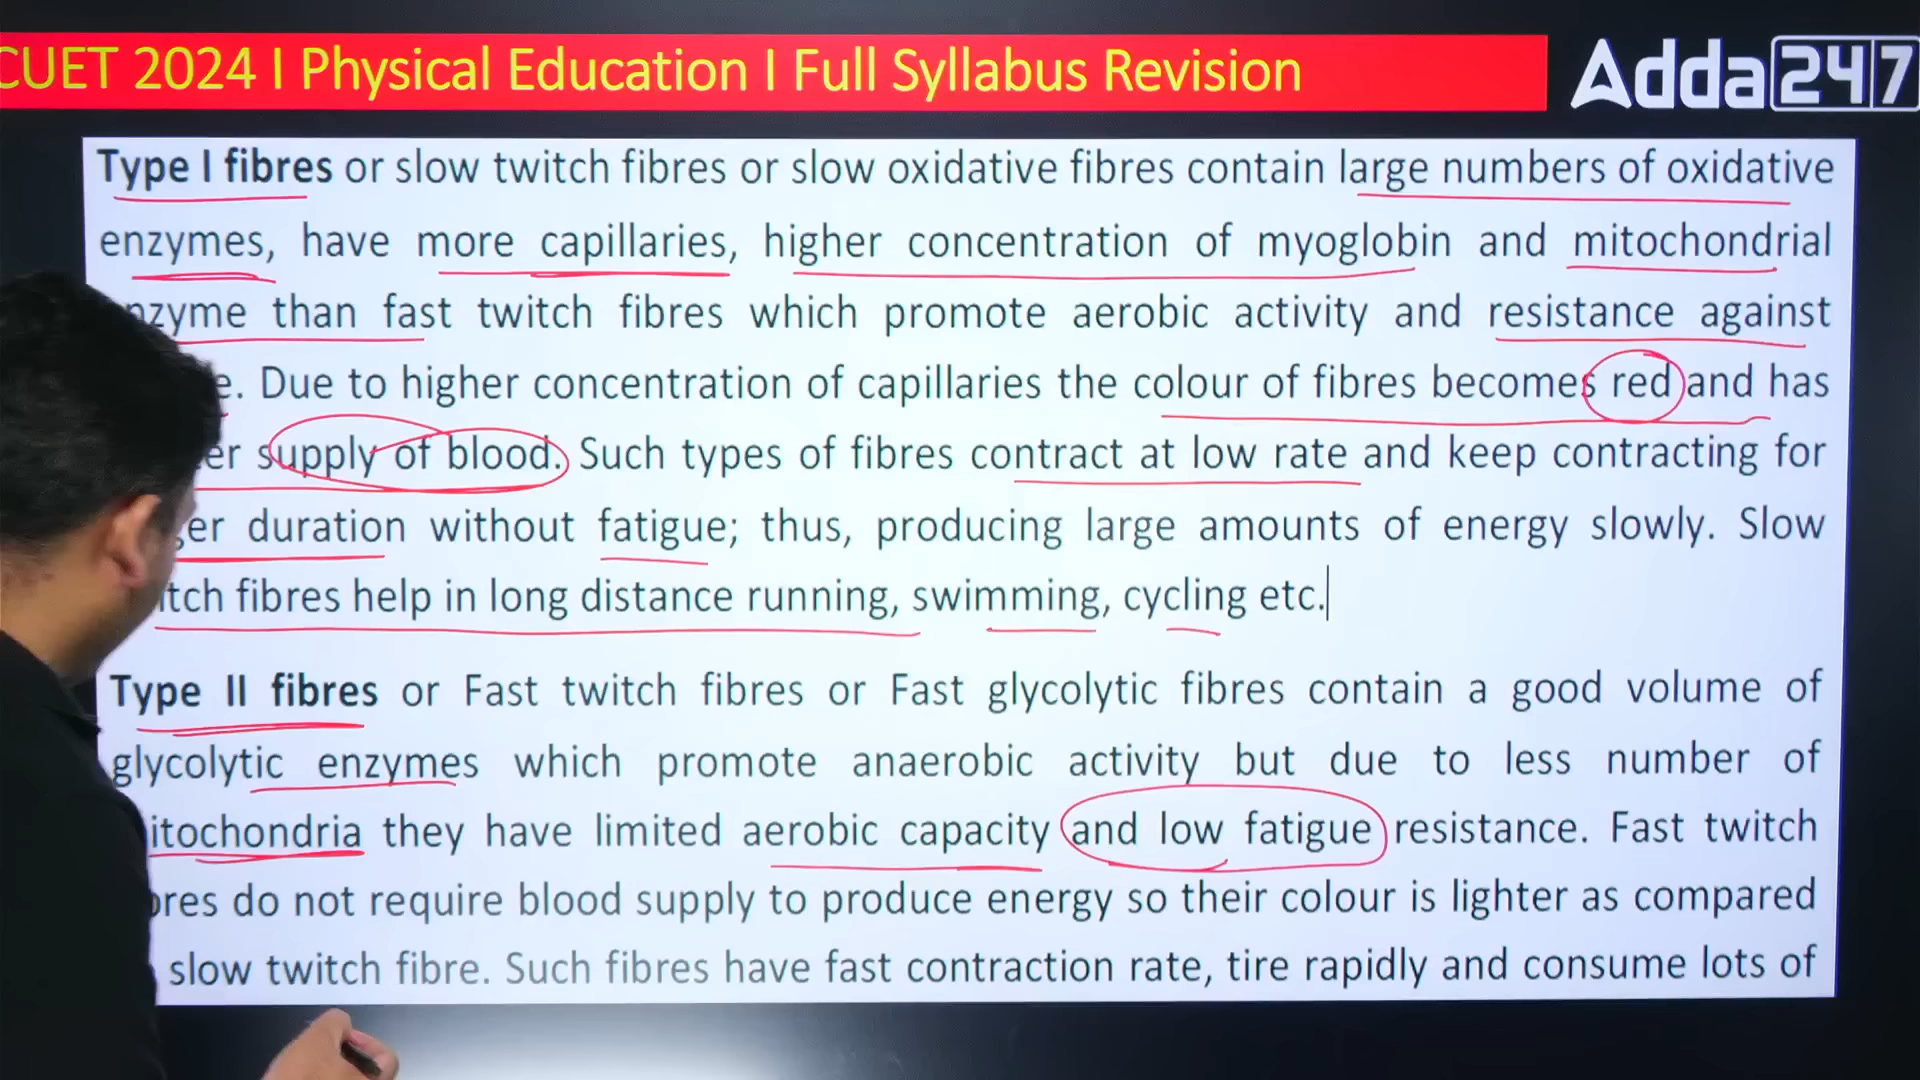 CUET 2024 I Physical Education I Full Syllabus Revision
Adda247
Type I fibres or slow twitch fibres or slow oxidative fibres contain large numbers of oxidative
enzymes, have more capillaries, higher concentration of myoglobin and mitochondrial
nzyme than fast twitch fibres which promote aerobic activity and resistance against
e. Due to higher concentration of capillaries the colour of fibres becomes red and has
er supply of blood. Such types of fibres contract at low rate and keep contracting for
er duration without fatigue; thus, producing large amounts of energy slowly. Slow
itch fibres help in long distance running, swimming, cycling etc.
Type II fibres or Fast twitch fibres or Fast glycolytic fibres contain a good volume of
glycolytic enzymes which promote anaerobic activity but due to less number of
itochondria they have limited aerobic capacity and low fatigue resistance. Fast twitch
bres do not require blood supply to produce energy so their colour is lighter as compared
slow twitch fibre. Such fibres have fast contraction rate, tire rapidly and consume lots of